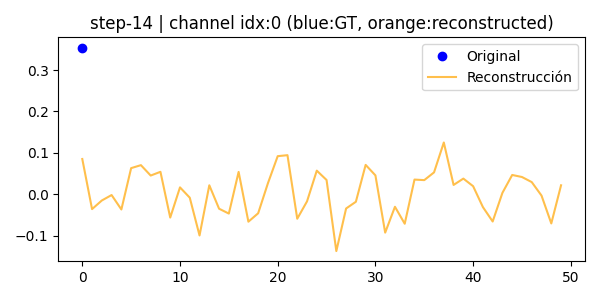 step-14 | channel idx:0 (blue:GT, orange:reconstructed)
Original
Reconstrucción
0.3
0.2
0.1
0.0
−0.1
0 10 20 30 40 50